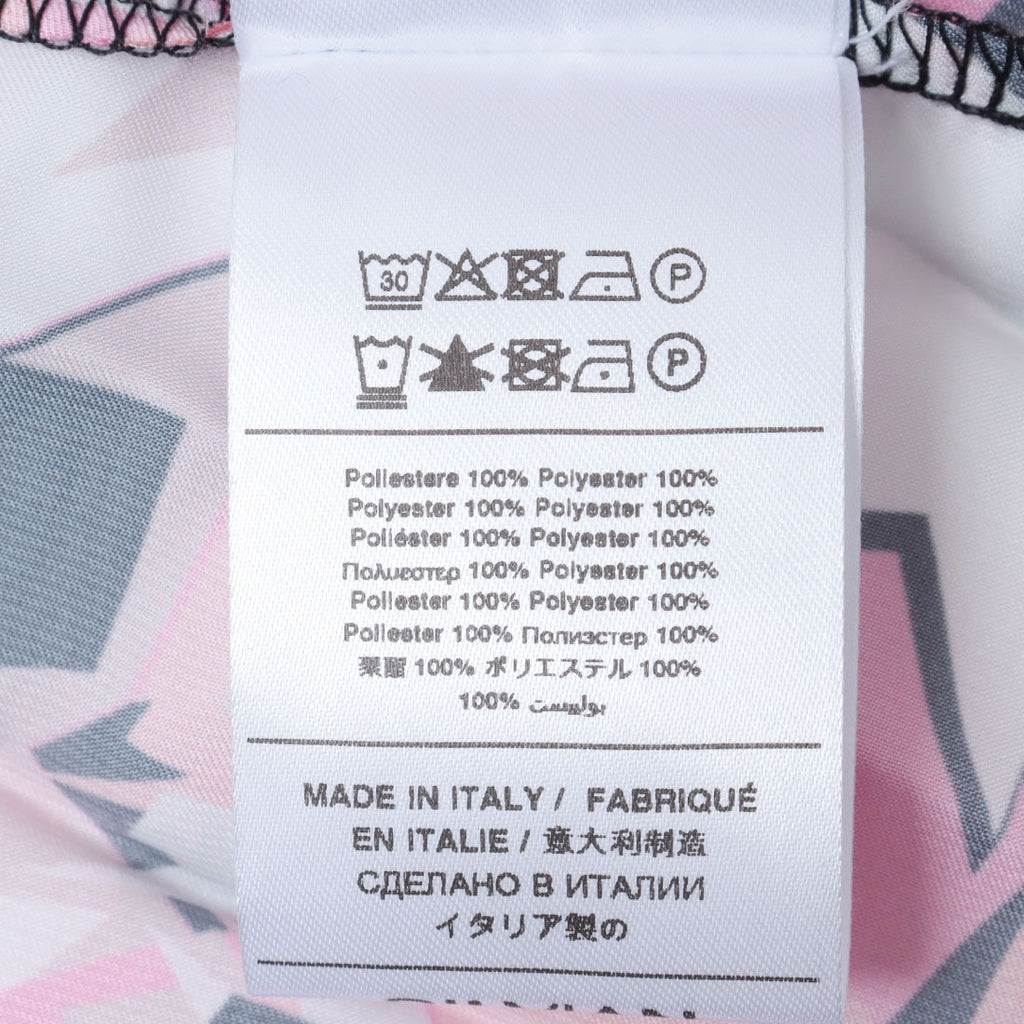 30 P
P
Poliestere 100% Polyester 100%
Polyester 100% Polyester 100%
Poliéster 100% Polyester 100%
Πολυεστερ 100% Polyester 100%
Poliester 100% Polyester 100%
Poliester 100% Полиэстер 100%
聚酯 100% ポリエステル 100%
100% بوليست
MADE IN ITALY / FABRIQUÉ
EN ITALIE / 意大利制造
СДЕЛАНО В ИТАЛИИ
イタリア製の